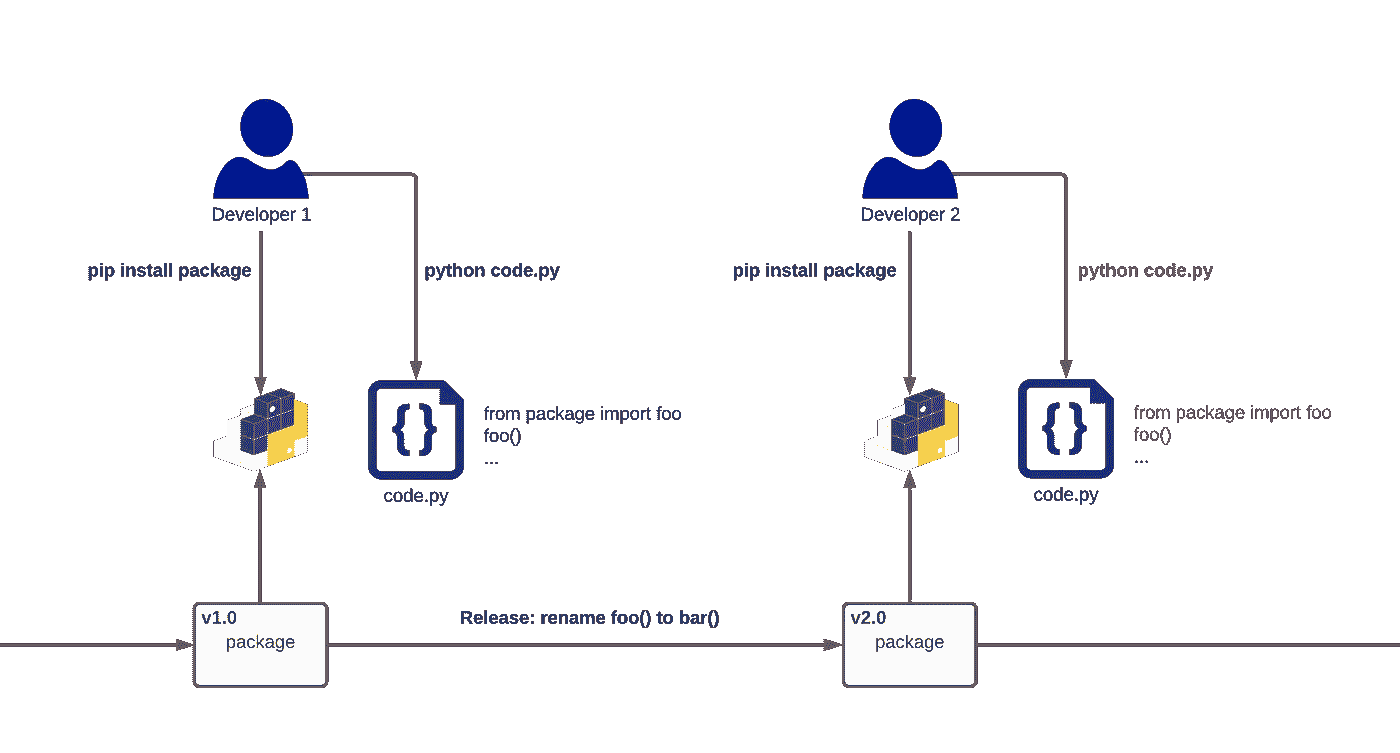 Developer 1
pip install package
python code.py
from package import foo
foo()
...
code.py
Developer 2
pip install package
python code.py
from package import foo
foo()
...
code.py
v1.0
package
Release: rename foo() to bar()
v2.0
package